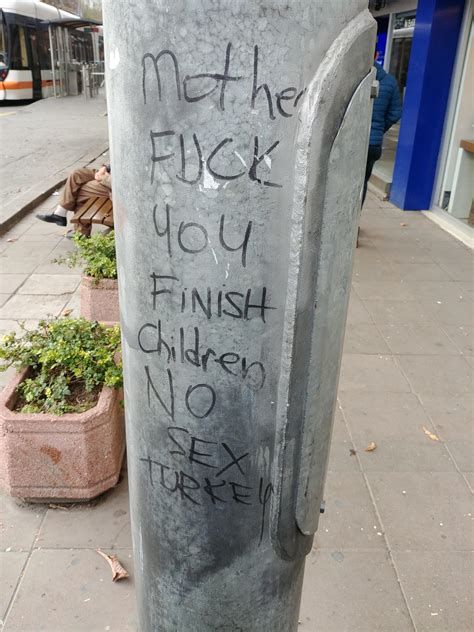 mother
FUCK
you
FiNiSH
children
NO
SEX
TURKEy